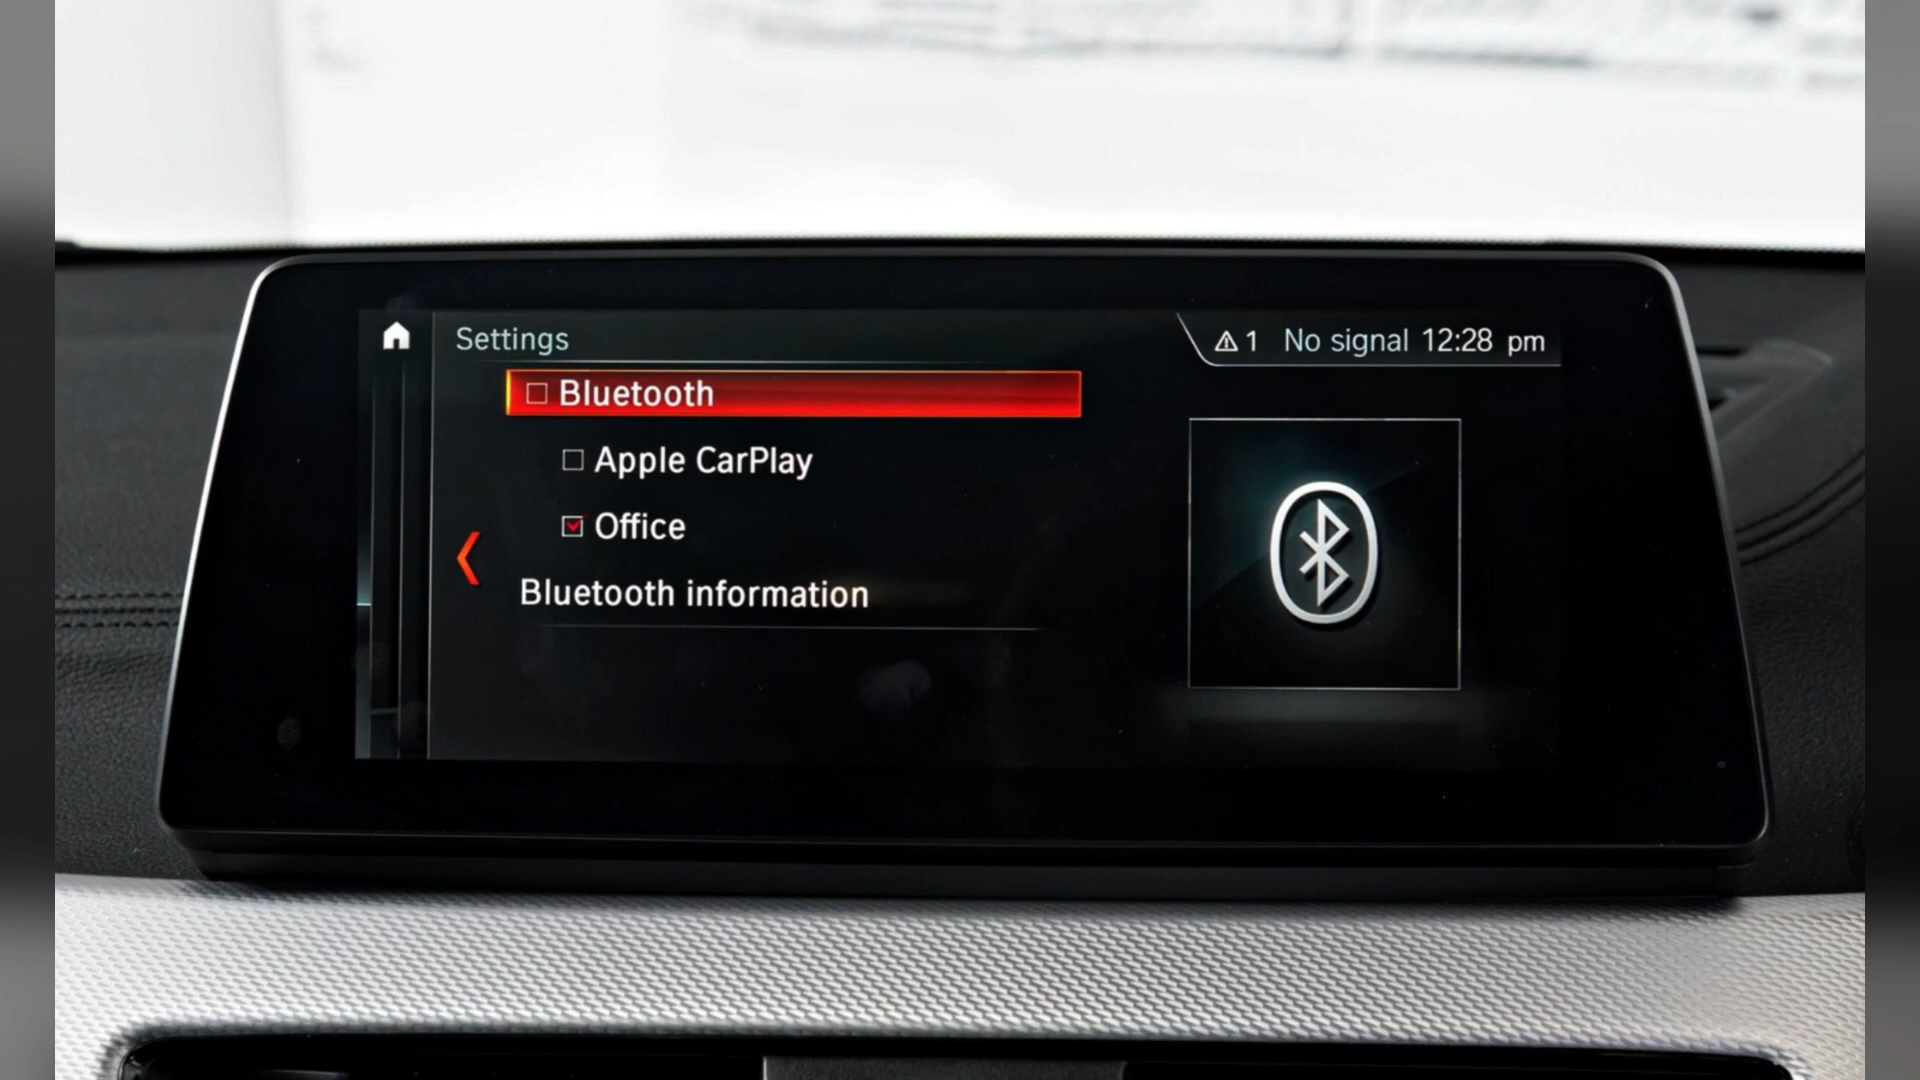 Settings
1 No signal 12:28 pm
Bluetooth
Apple CarPlay
Office
Bluetooth information